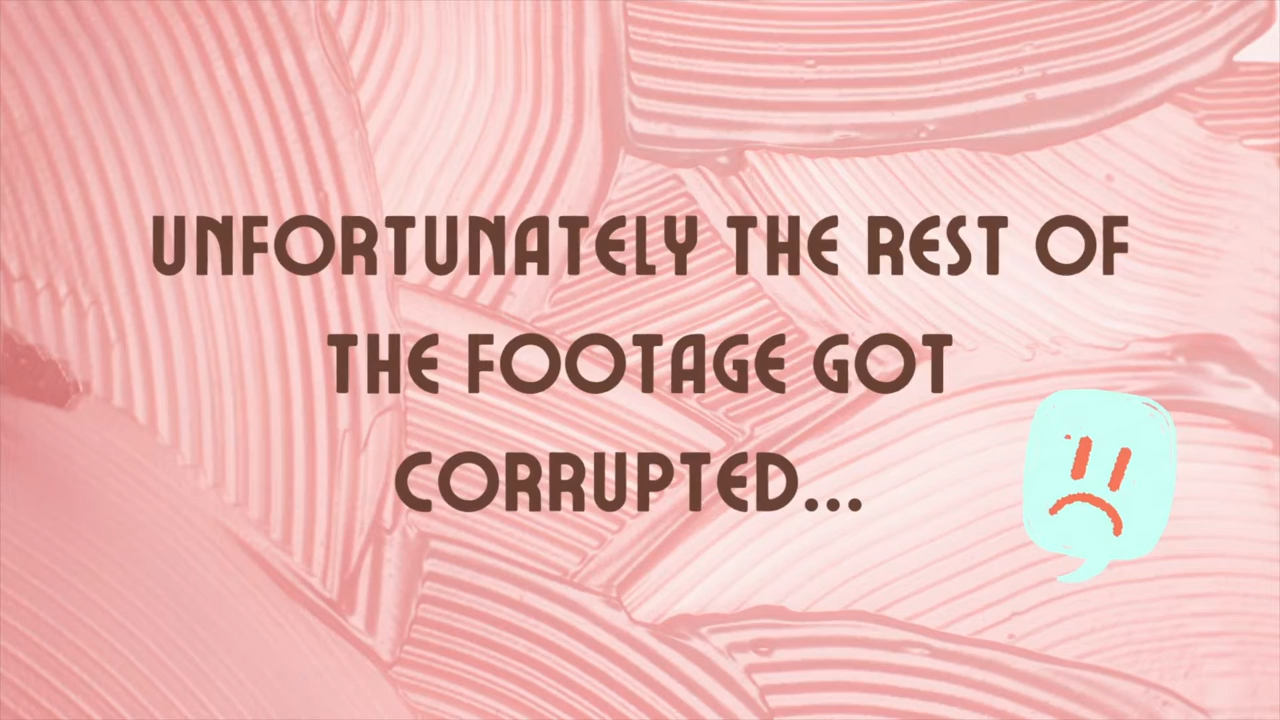 UNFORTUNATELY THE REST OF
THE FOOTAGE GOT
CORRUPTED...